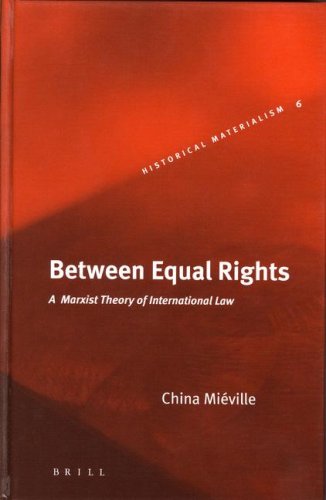 HISTORICAL MATERIALISM 6
Between Equal Rights
A Marxist Theory of International Law
China Miéville
BRILL